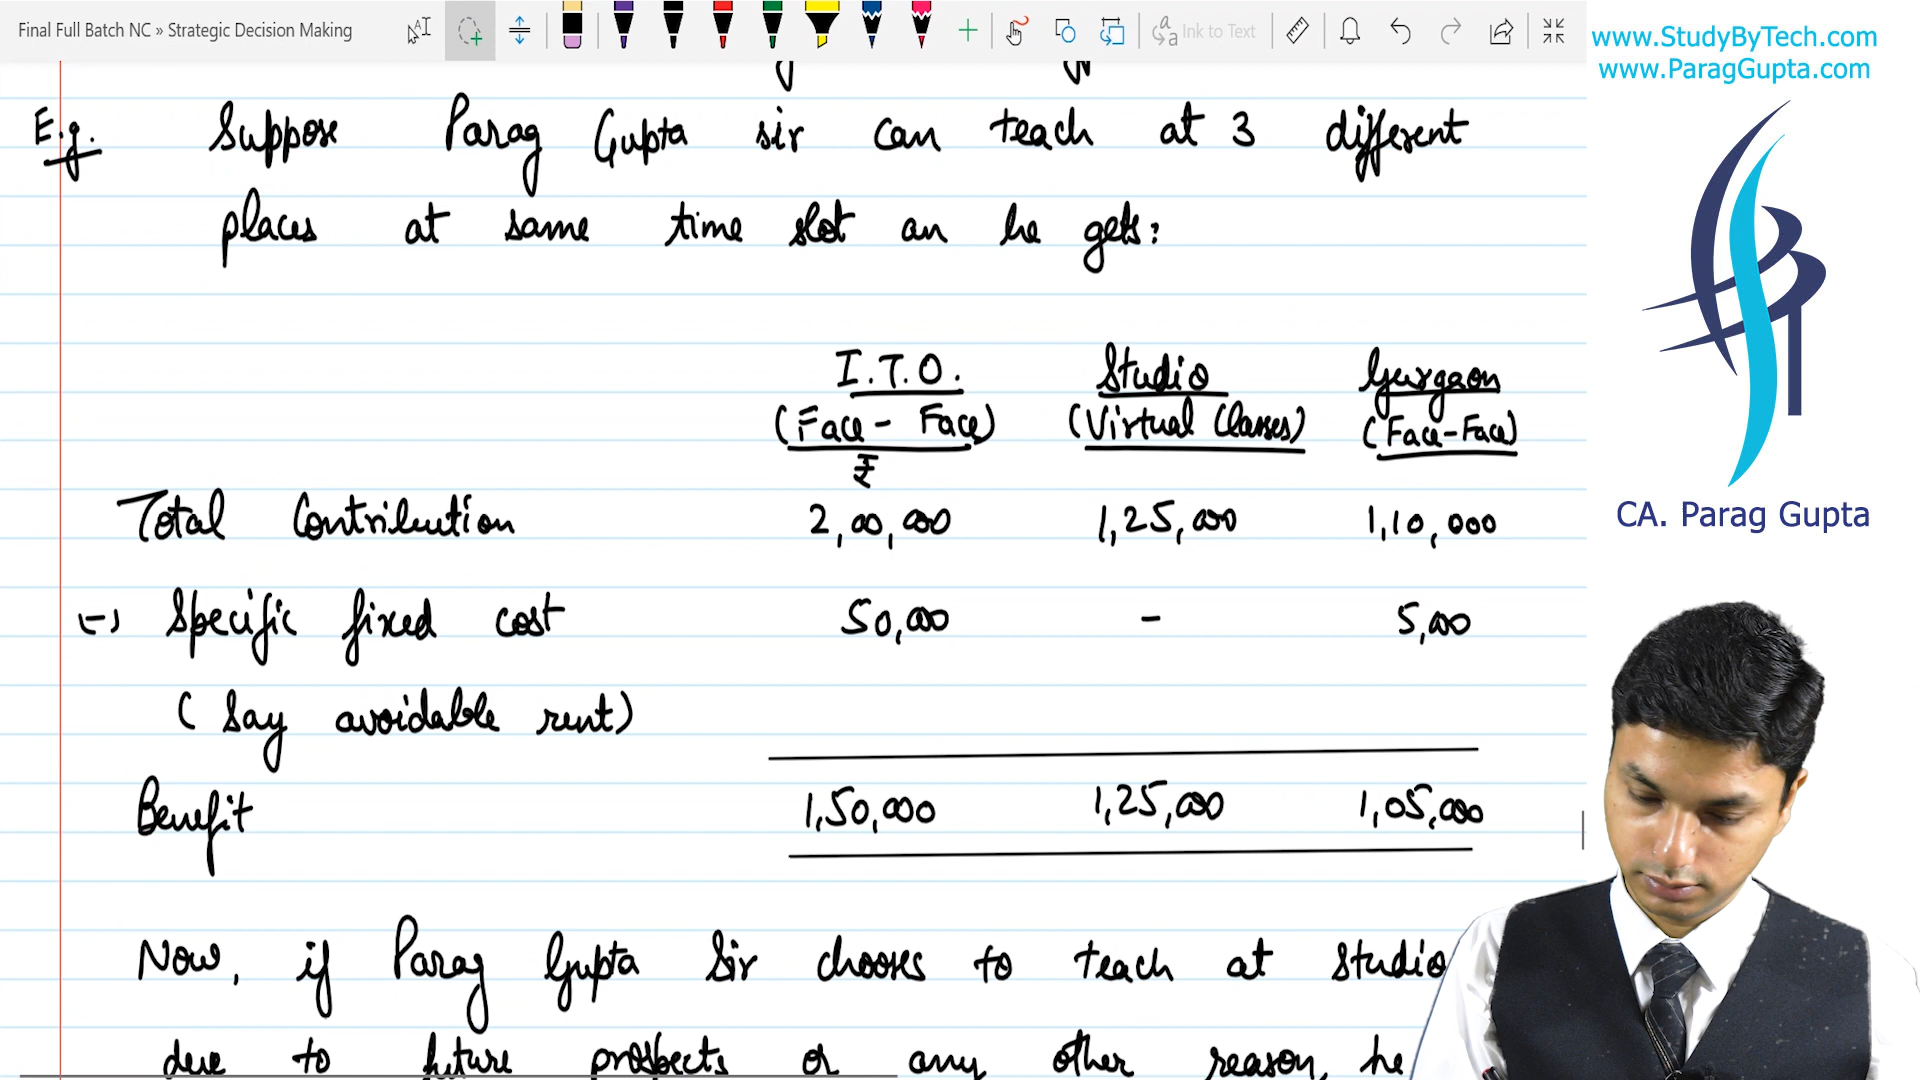 Final Full Batch NC » Strategic Decision Making
Ink to Text
www.StudyByTech.com
www.ParagGupta.com
E.g. Suppose Parag Gupta sir can teach at 3 different
places at same time slot an he gets:
I.T.O. Studio Gurgaon
(Face - Face) (Virtual Classes) (Face-Face)
₹
Total Contribution 2,00,000 1,25,000 1,10,000
(-) Specific fixed cost 50,000 - 5,000
(Say avoidable rent)
Benefit 1,50,000 1,25,000 1,05,000
Now, if Parag Gupta Sir chooses to teach at Studio
due to future prospects or any other reason, he
CA. Parag Gupta